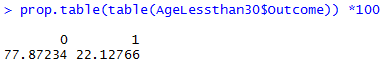 > prop.table(table(AgeLessthan30$Outcome)) *100
0 1
77.87234 22.12766